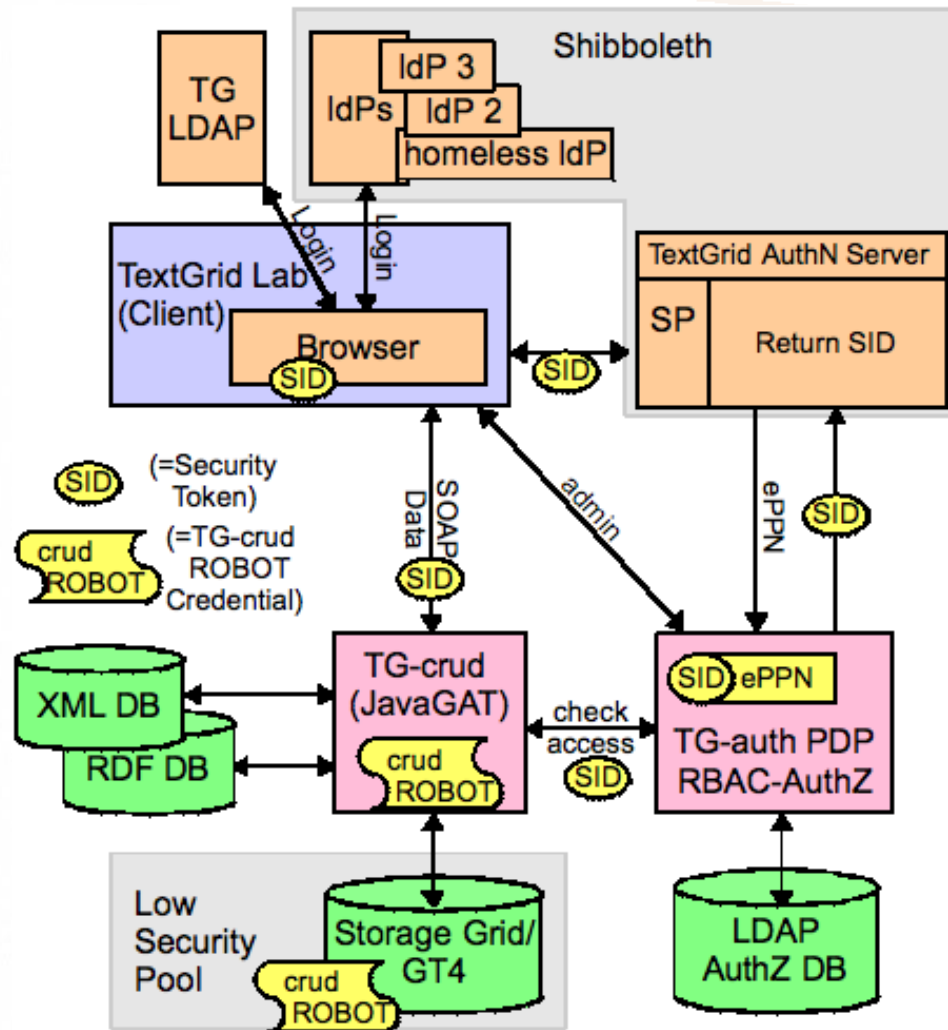 Shibboleth
TG
LDAP
IdPs
IdP 3
IdP 2
homeless IdP
Login
Login
TextGrid Lab
(Client)
Browser
SID
SID
TextGrid AuthN Server
SP
Return SID
SID
(=Security
Token)
crud
ROBOT
(=TG-crud
ROBOT
Credential)
SOAP
Data
SID
admin
ePPN
SID
XML DB
RDF DB
TG-crud
(JavaGAT)
crud
ROBOT
check
access
SID
SID
ePPN
TG-auth PDP
RBAC-AuthZ
Low
Security
Pool
Storage Grid/
GT4
crud
ROBOT
LDAP
AuthZ DB